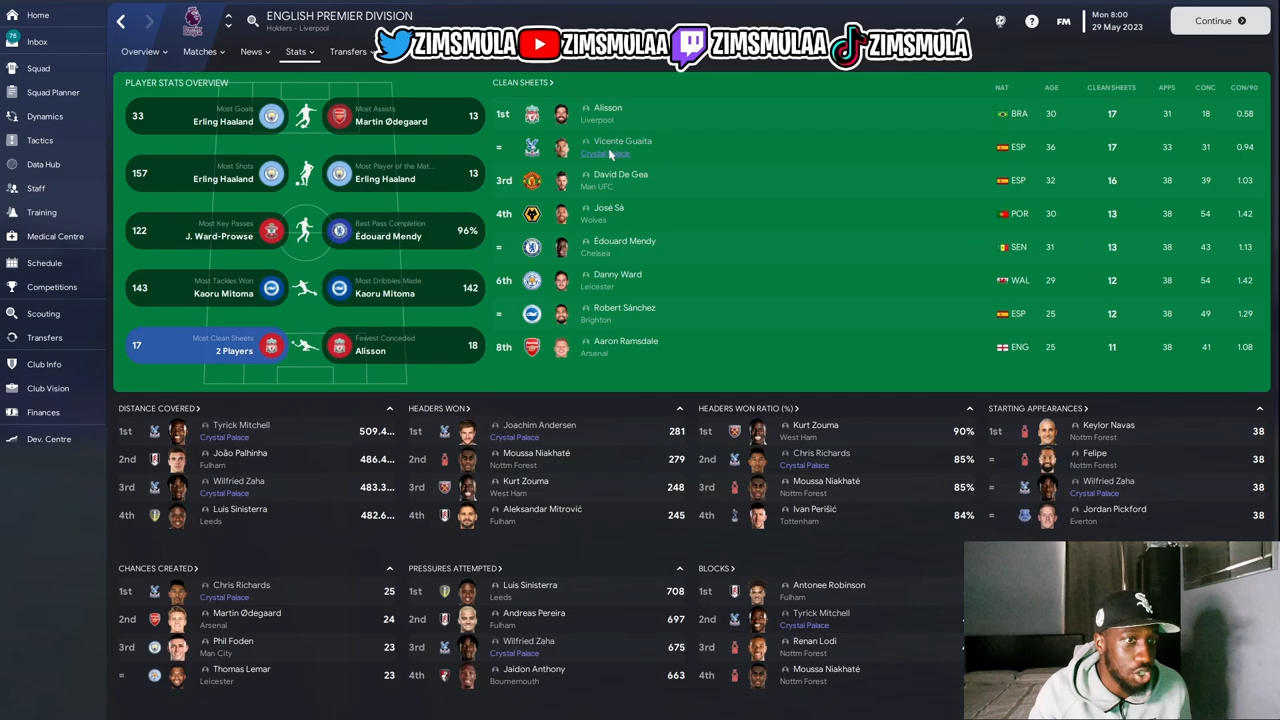 ENGLISH PREMIER DIVISION
Holders - Liverpool
FM
Mon 8:00
29 May 2023
Continue
Overview
Matches
News
Stats
Transfers
ZIMSMULA
ZIMSMULAA
ZIMSMULAA
ZIMSMULA
Home
Inbox
Squad
Squad Planner
Dynamics
Tactics
Data Hub
Staff
Training
Medical Centre
Schedule
Competitions
Scouting
Transfers
Club Info
Club Vision
Finances
Dev. Centre
PLAYER STATS OVERVIEW
33 Most Goals Erling Haaland
Most Assists Martin Ødegaard 13
157 Most Shots Erling Haaland
Most Player of the Mat... Erling Haaland 13
122 Most Key Passes J. Ward-Prowse
Best Pass Completion Édouard Mendy 96%
143 Most Tackles Won Kaoru Mitoma
Most Dribbles Made Kaoru Mitoma 142
17 Most Clean Sheets 2 Players
Fewest Conceded Alisson 18
CLEAN SHEETS NAT AGE CLEAN SHEETS APPS CONC CON/90
1st Alisson Liverpool BRA 30 17 31 18 0.58
= Vicente Guaita Crystal Palace ESP 36 17 33 31 0.94
3rd David De Gea Man UFC ESP 32 16 38 39 1.03
4th José Sá Wolves POR 30 13 38 54 1.42
= Édouard Mendy Chelsea SEN 31 13 38 43 1.13
6th Danny Ward Leicester WAL 29 12 38 54 1.42
= Robert Sánchez Brighton ESP 25 12 38 49 1.29
8th Aaron Ramsdale Arsenal ENG 25 11 38 41 1.08
DISTANCE COVERED
1st Tyrick Mitchell Crystal Palace 509.4...
2nd João Palhinha Fulham 486.4...
3rd Wilfried Zaha Crystal Palace 483.3...
4th Luis Sinisterra Leeds 482.6...
HEADERS WON
1st Joachim Andersen Crystal Palace 281
2nd Moussa Niakhaté Nottm Forest 279
3rd Kurt Zouma West Ham 248
4th Aleksandar Mitrović Fulham 245
HEADERS WON RATIO (%)
1st Kurt Zouma West Ham 90%
2nd Chris Richards Crystal Palace 85%
3rd Moussa Niakhaté Nottm Forest 85%
4th Ivan Perišić Tottenham 84%
STARTING APPEARANCES
1st Keylor Navas Nottm Forest 38
= Felipe Nottm Forest 38
= Wilfried Zaha Crystal Palace 38
= Jordan Pickford Everton 38
CHANCES CREATED
1st Chris Richards Crystal Palace 25
2nd Martin Ødegaard Arsenal 24
3rd Phil Foden Man City 23
= Thomas Lemar Leicester 23
PRESSURES ATTEMPTED
1st Luis Sinisterra Leeds 708
2nd Andreas Pereira Fulham 697
3rd Wilfried Zaha Crystal Palace 675
4th Jaidon Anthony Bournemouth 663
BLOCKS
1st Antonee Robinson Fulham
2nd Tyrick Mitchell Crystal Palace
3rd Renan Lodi Nottm Forest
4th Moussa Niakhaté Nottm Forest